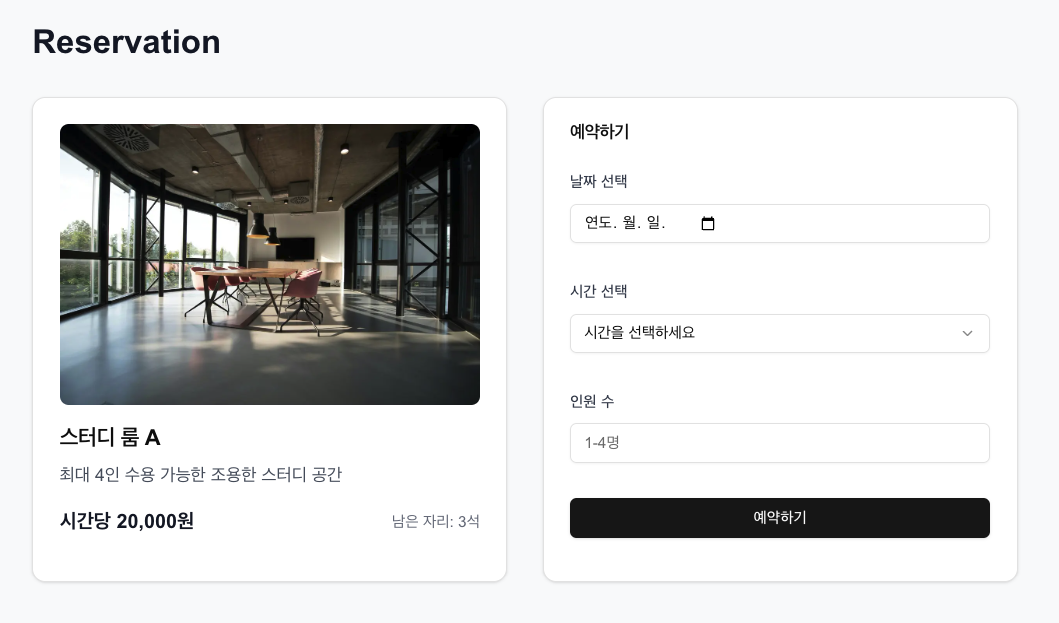 Reservation
스터디 룸 A
최대 4인 수용 가능한 조용한 스터디 공간
시간당 20,000원
남은 자리: 3석
예약하기
날짜 선택
연도. 월. 일.
시간 선택
시간을 선택하세요
인원 수
1-4명
예약하기